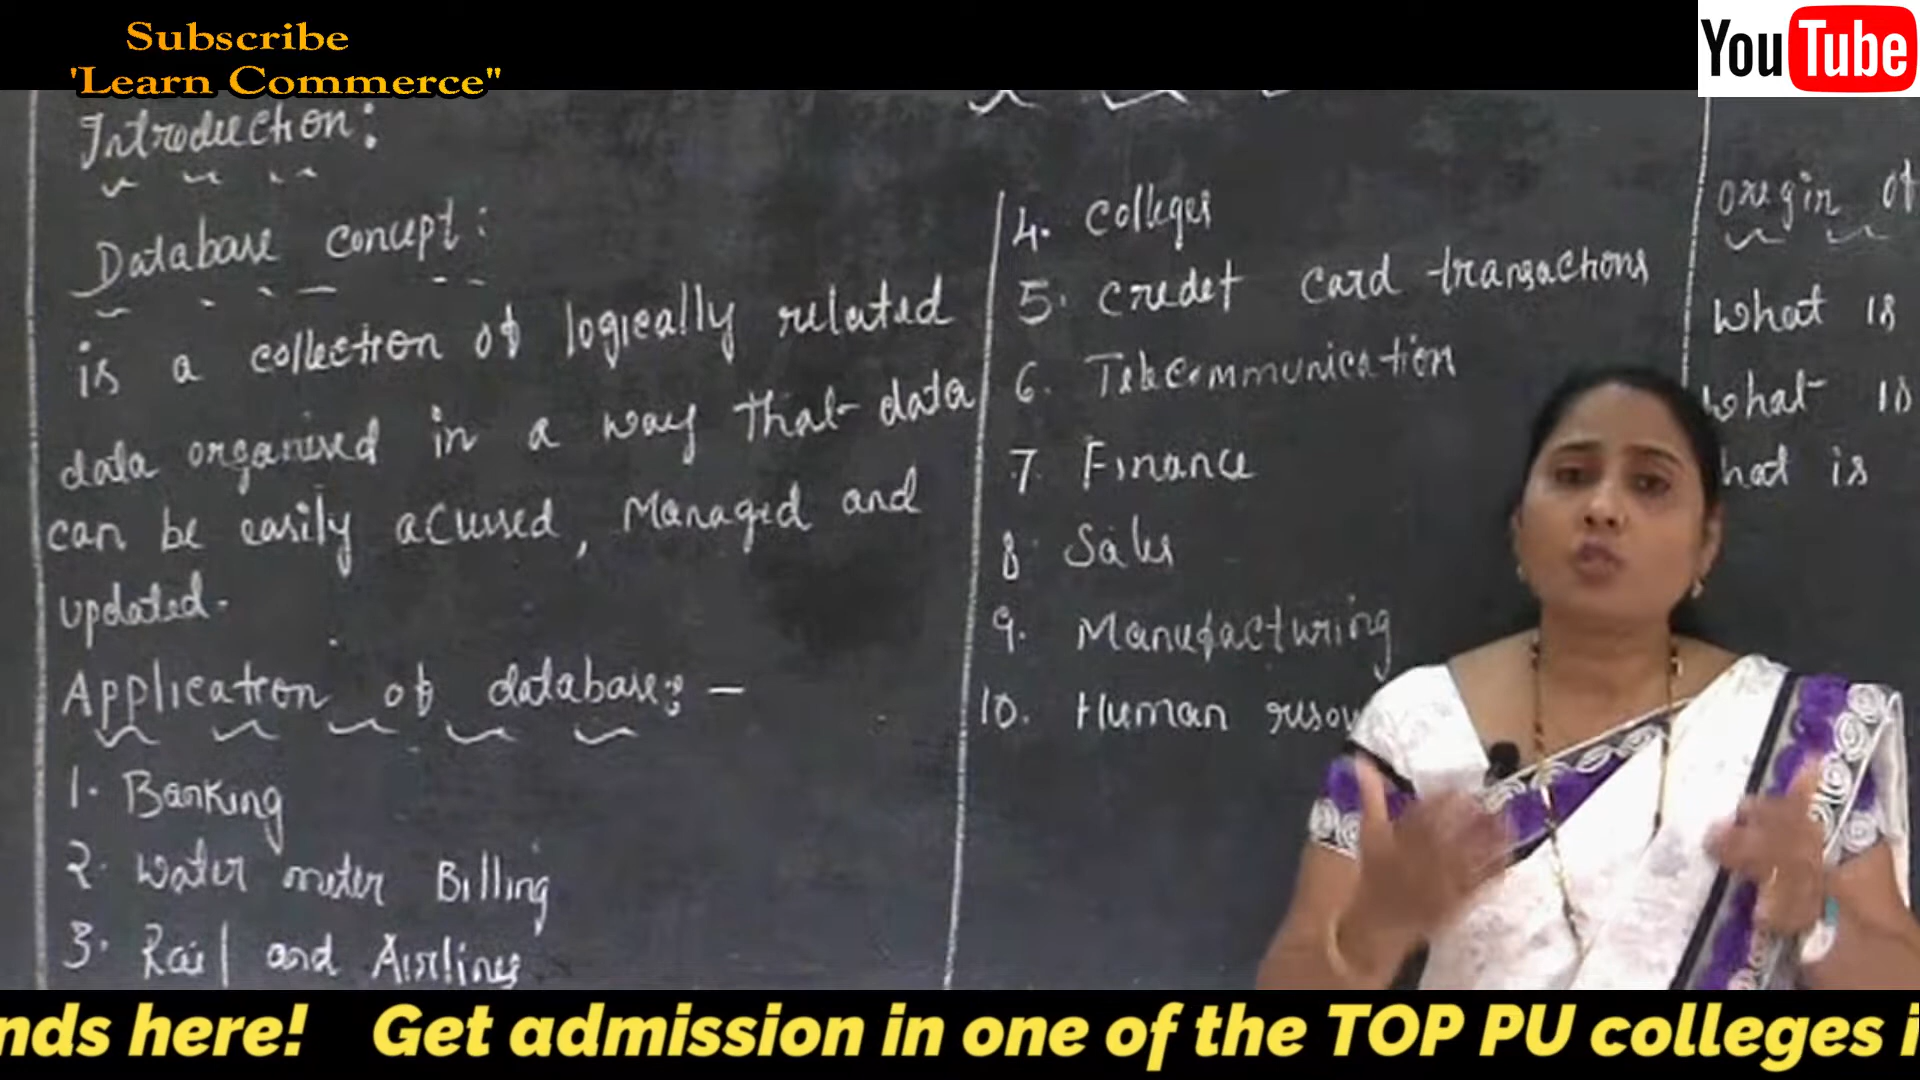 Subscribe
'Learn Commerce"
YouTube
Introduction:
Database concept:
is a collection of logically related
data organised in a way that data
can be easily accessed, Managed and
updated.
Application of database: -
1. Banking
2. Water meter Billing
3. Rail and Airlines
4. Colleges
5. Credit Card transactions
6. Telecommunication
7. Finance
8 Sales
9. Manufacturing
10. Human
origin of
What is
What is
hat is
nds here! Get admission in one of the TOP PU colleges i